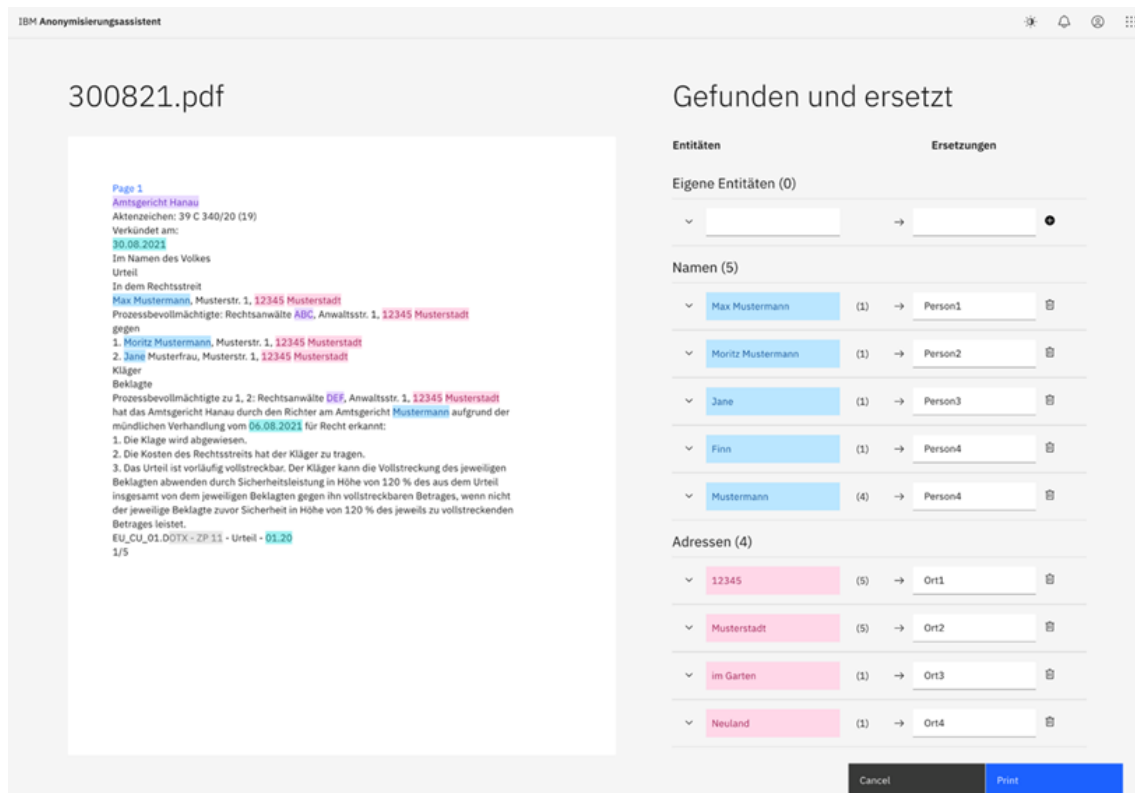 IBM Anonymisierungsassistent
300821.pdf
Page 1
Amtsgericht Hanau
Aktenzeichen: 39 C 340/20 (19)
Verkündet am:
30.08.2021
Im Namen des Volkes
Urteil
In dem Rechtsstreit
Max Mustermann, Musterstr. 1, 12345 Musterstadt
Prozessbevollmächtigte: Rechtsanwälte ABC, Anwaltsstr. 1, 12345 Musterstadt
gegen
1. Moritz Mustermann, Musterstr. 1, 12345 Musterstadt
2. Jane Musterfrau, Musterstr. 1, 12345 Musterstadt
Kläger
Beklagte
Prozessbevollmächtigte zu 1, 2: Rechtsanwälte DEF, Anwaltsstr. 1, 12345 Musterstadt
hat das Amtsgericht Hanau durch den Richter am Amtsgericht Mustermann aufgrund der
mündlichen Verhandlung vom 06.08.2021 für Recht erkannt:
1. Die Klage wird abgewiesen.
2. Die Kosten des Rechtsstreits hat der Kläger zu tragen.
3. Das Urteil ist vorläufig vollstreckbar. Der Kläger kann die Vollstreckung des jeweiligen
Beklagten abwenden durch Sicherheitsleistung in Höhe von 120 % des aus dem Urteil
insgesamt von dem jeweiligen Beklagten gegen ihn vollstreckbaren Betrages, wenn nicht
der jeweilige Beklagte zuvor Sicherheit in Höhe von 120 % des jeweils zu vollstreckenden
Betrages leistet.
EU_CU_01.DOTX - ZP 11 - Urteil - 01.20
1/5
Gefunden und ersetzt
Entitäten Ersetzungen
Eigene Entitäten (0)
→
Namen (5)
Max Mustermann (1) → Person1
Moritz Mustermann (1) → Person2
Jane (1) → Person3
Finn (1) → Person4
Mustermann (4) → Person4
Adressen (4)
12345 (5) → Ort1
Musterstadt (5) → Ort2
im Garten (1) → Ort3
Neuland (1) → Ort4
Cancel Print